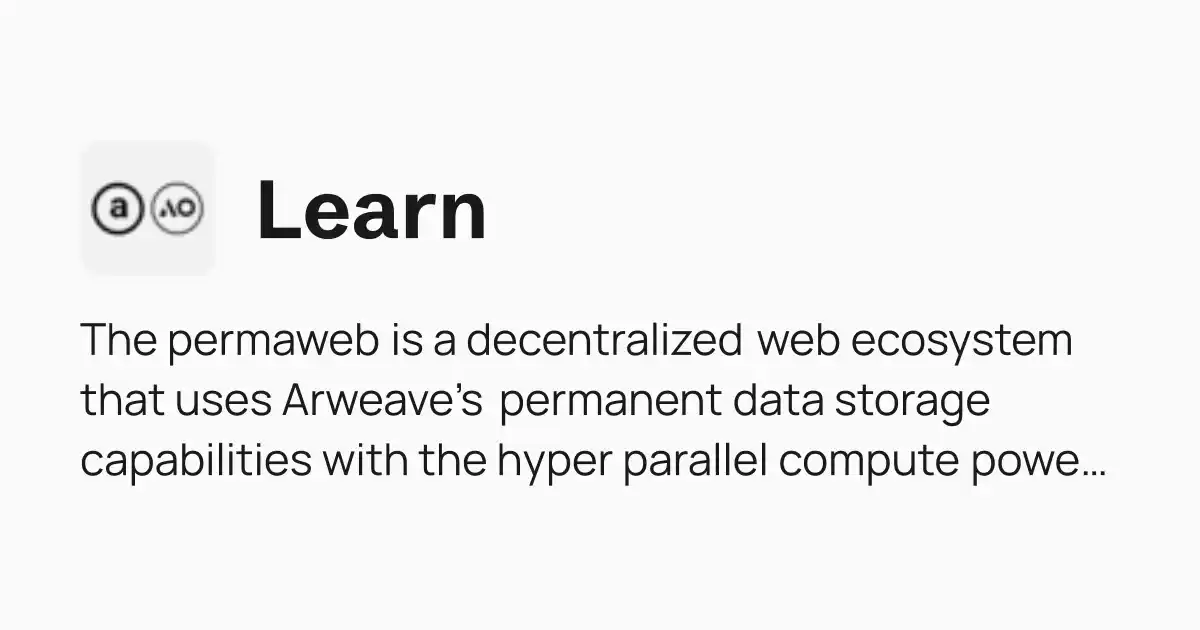 a AO Learn
The permaweb is a decentralized web ecosystem
that uses Arweave’s permanent data storage
capabilities with the hyper parallel compute powe…